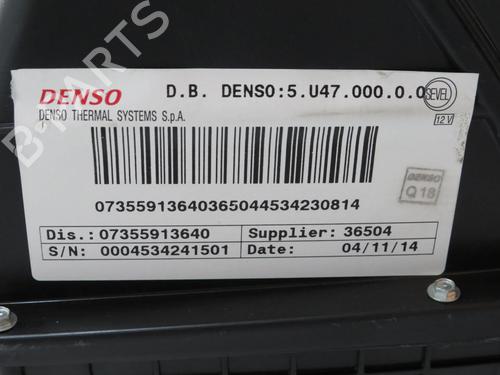 DENSO
DENSO THERMAL SYSTEMS S.p.A.
D.B. DENSO:5.U47.000.0.0
SEVEL
12 V
07355913640365044534230814
DENSO
Q 18
Dis.: 07355913640
Supplier: 36504
S/N: 0004534241501
Date: 04/11/14
B-PARTS